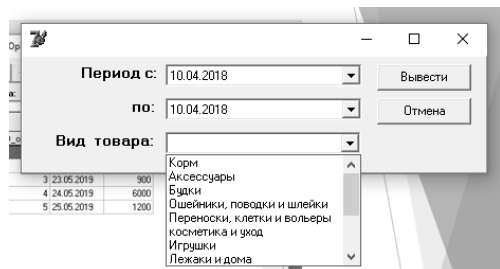 Ор
Период с: 10.04.2018 Вывести
а:
по: 10.04.2018 Отмена
Вид товара:
Корм
Аксессуары
3 23.05.2019 900
Будки
4 24.05.2019 6000
Ошейники, поводки и шлейки
5 25.05.2019 1200
Переноски, клетки и вольеры
косметика и уход
Игрушки
Лежаки и дома